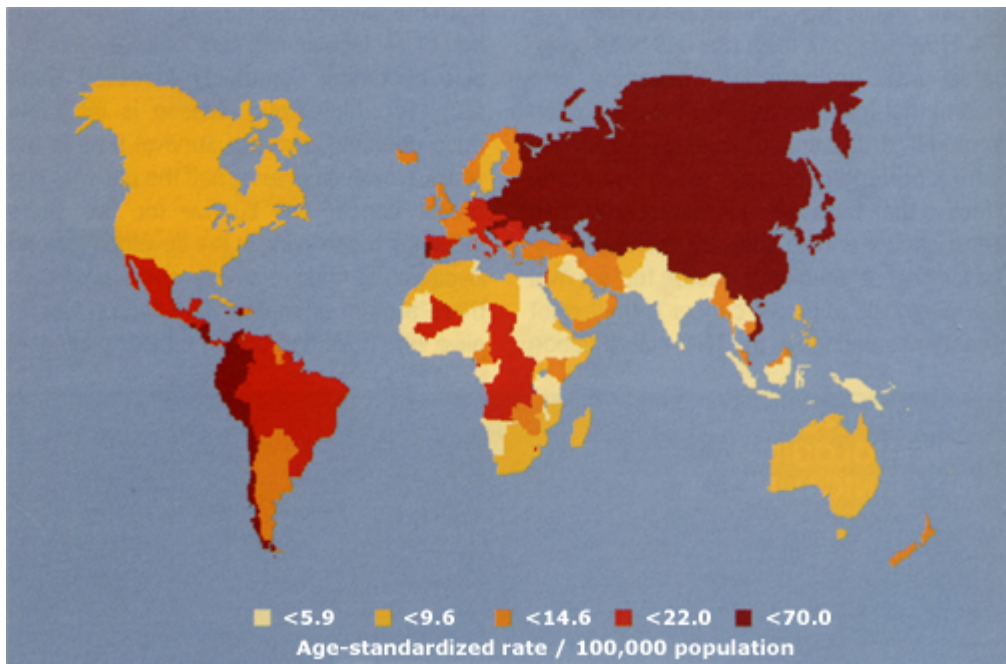 <5.9 <9.6 <14.6 <22.0 <70.0
Age-standardized rate / 100,000 population